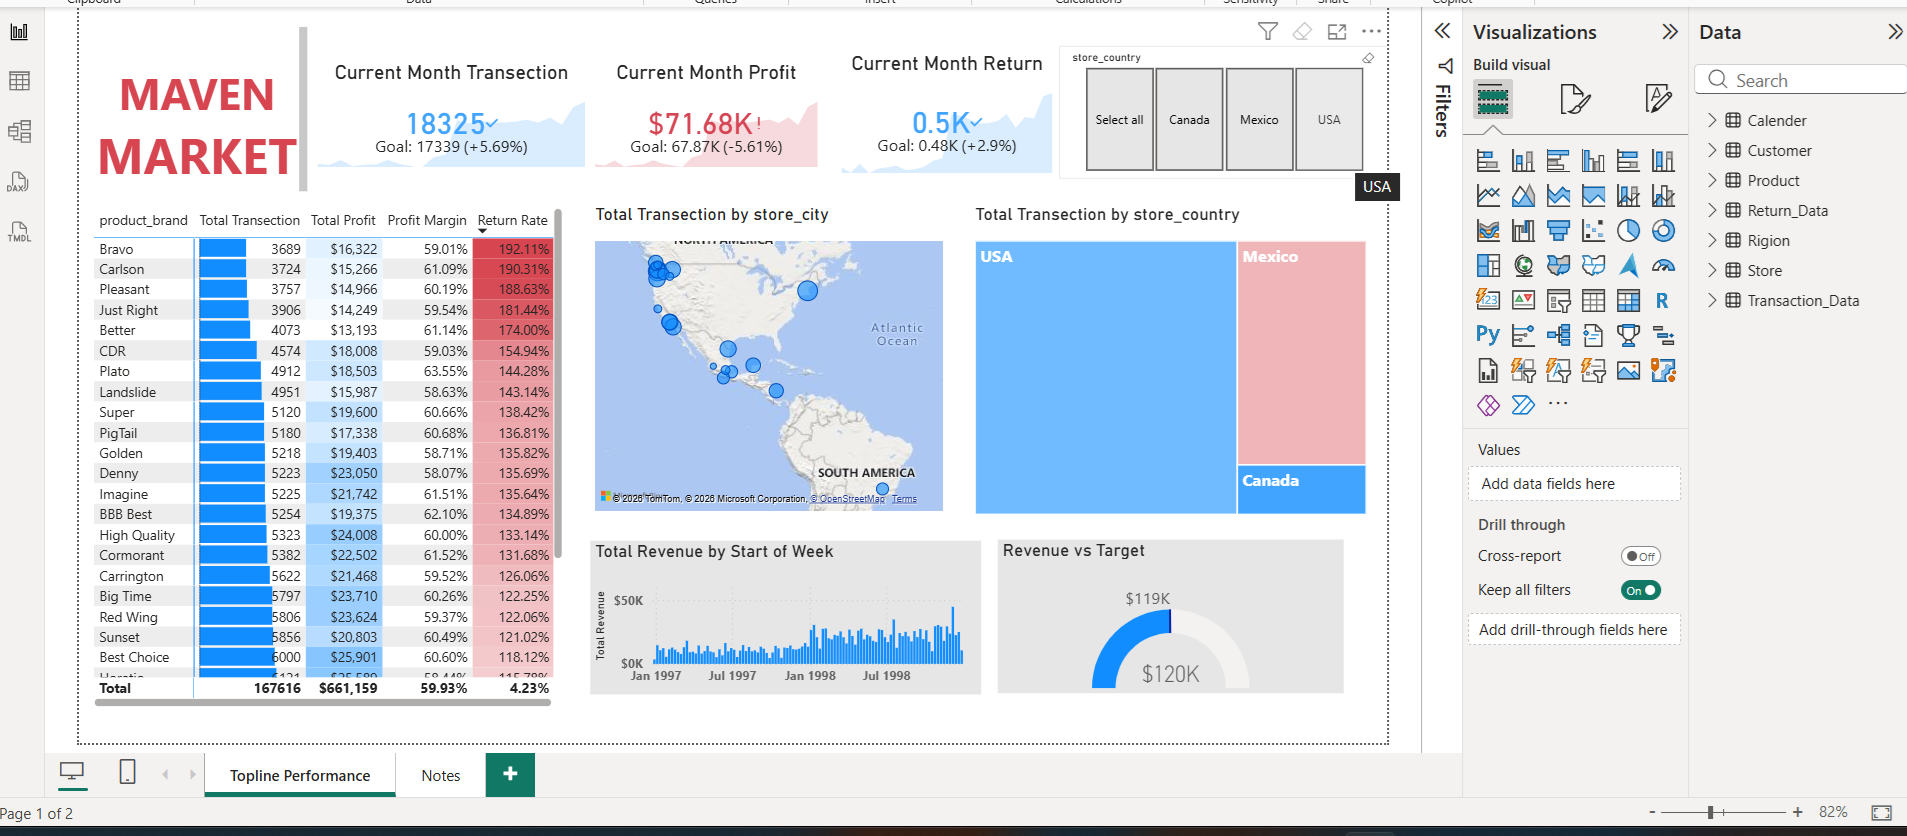 Clipboard Data Queries Insert Calculations Sensitivity Share Copilot
MAVEN
MARKET
Current Month Transection
18325
Goal: 17339 (+5.69%)
Current Month Profit
$71.68K!
Goal: 67.87K (-5.61%)
Current Month Return
0.5K
Goal: 0.48K (+2.9%)
store_country
Select all Canada Mexico USA
USA
product_brand Total Transection Total Profit Profit Margin Return Rate
Bravo 3689 $16,322 59.01% 192.11%
Carlson 3724 $15,266 61.09% 190.31%
Pleasant 3757 $14,966 60.19% 188.63%
Just Right 3906 $14,249 59.54% 181.44%
Better 4073 $13,193 61.14% 174.00%
CDR 4574 $18,008 59.03% 154.94%
Plato 4912 $18,503 63.55% 144.28%
Landslide 4951 $15,987 58.63% 143.14%
Super 5120 $19,600 60.66% 138.42%
PigTail 5180 $17,338 60.68% 136.81%
Golden 5218 $19,403 58.71% 135.82%
Denny 5223 $23,050 58.07% 135.69%
Imagine 5225 $21,742 61.51% 135.64%
BBB Best 5254 $19,375 62.10% 134.89%
High Quality 5323 $24,008 60.00% 133.14%
Cormorant 5382 $22,502 61.52% 131.68%
Carrington 5622 $21,468 59.52% 126.06%
Big Time 5797 $23,710 60.26% 122.25%
Red Wing 5806 $23,624 59.37% 122.06%
Sunset 5856 $20,803 60.49% 121.02%
Best Choice 6000 $25,901 60.60% 118.12%
Total 167616 $661,159 59.93% 4.23%
Total Transection by store_city
NORTH AMERICA
Atlantic
Ocean
SOUTH AMERICA
© 2026 TomTom, © 2026 Microsoft Corporation, © OpenStreetMap Terms
Total Transection by store_country
USA
Mexico
Canada
Total Revenue by Start of Week
Total Revenue
$50K
$0K
Jan 1997 Jul 1997 Jan 1998 Jul 1998
Revenue vs Target
$119K
$120K
Filters
Visualizations
Build visual
123
R
Py
Values
Add data fields here
Drill through
Cross-report Off
Keep all filters On
Add drill-through fields here
Data
Search
Calender
Customer
Product
Return_Data
Rigion
Store
Transaction_Data
DAX
TMDL
Topline Performance
Notes
+
Page 1 of 2
- + 82%